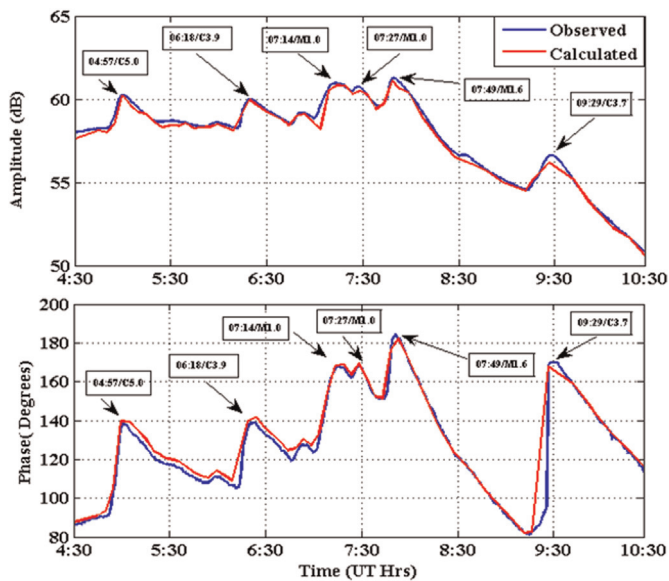 65
60
55
50
Amplitude (dB)
Observed
Calculated
04:57/C5.0
06:18/C3.9
07:14/M1.0
07:27/M1.0
07:49/M1.6
09:29/C3.7
4:30 5:30 6:30 7:30 8:30 9:30 10:30
200
180
160
140
120
100
80
Phase( Degrees)
04:57/C5.0
06:18/C3.9
07:14/M1.0
07:27/M1.0
07:49/M1.6
09:29/C3.7
4:30 5:30 6:30 7:30 8:30 9:30 10:30
Time (UT Hrs)